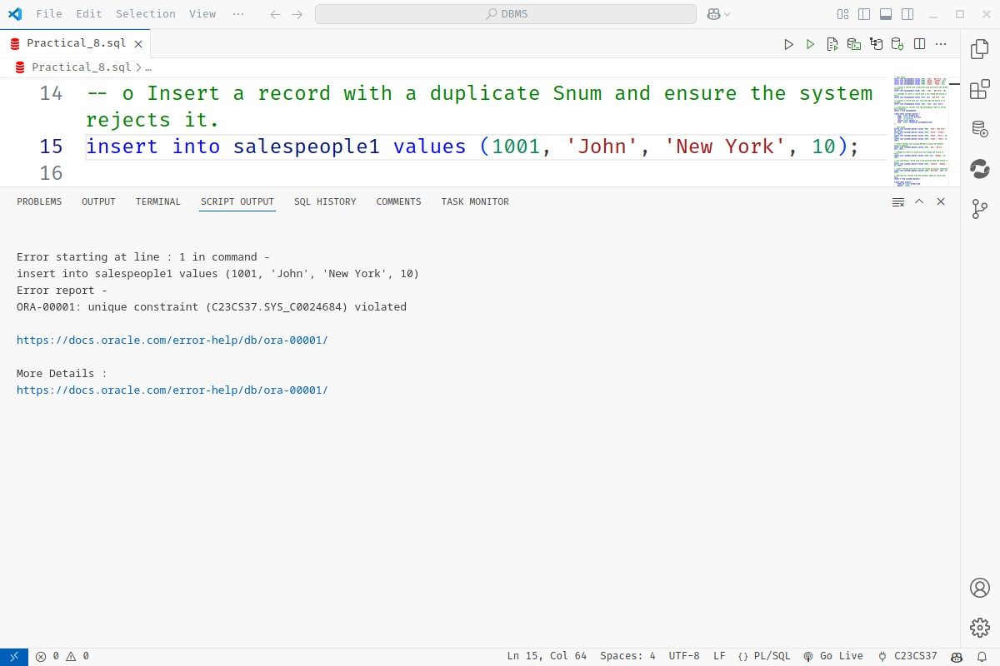 File Edit Selection View ··· DBMS
Practical_8.sql
Practical_8.sql > ...
14 -- o Insert a record with a duplicate Snum and ensure the system
rejects it.
15 insert into salespeople1 values (1001, 'John', 'New York', 10);
16
PROBLEMS OUTPUT TERMINAL SCRIPT OUTPUT SQL HISTORY COMMENTS TASK MONITOR
Error starting at line : 1 in command -
insert into salespeople1 values (1001, 'John', 'New York', 10)
Error report -
ORA-00001: unique constraint (C23CS37.SYS_C0024684) violated
https://docs.oracle.com/error-help/db/ora-00001/
More Details :
https://docs.oracle.com/error-help/db/ora-00001/
0 0 Ln 15, Col 64 Spaces: 4 UTF-8 LF {} PL/SQL Go Live C23CS37